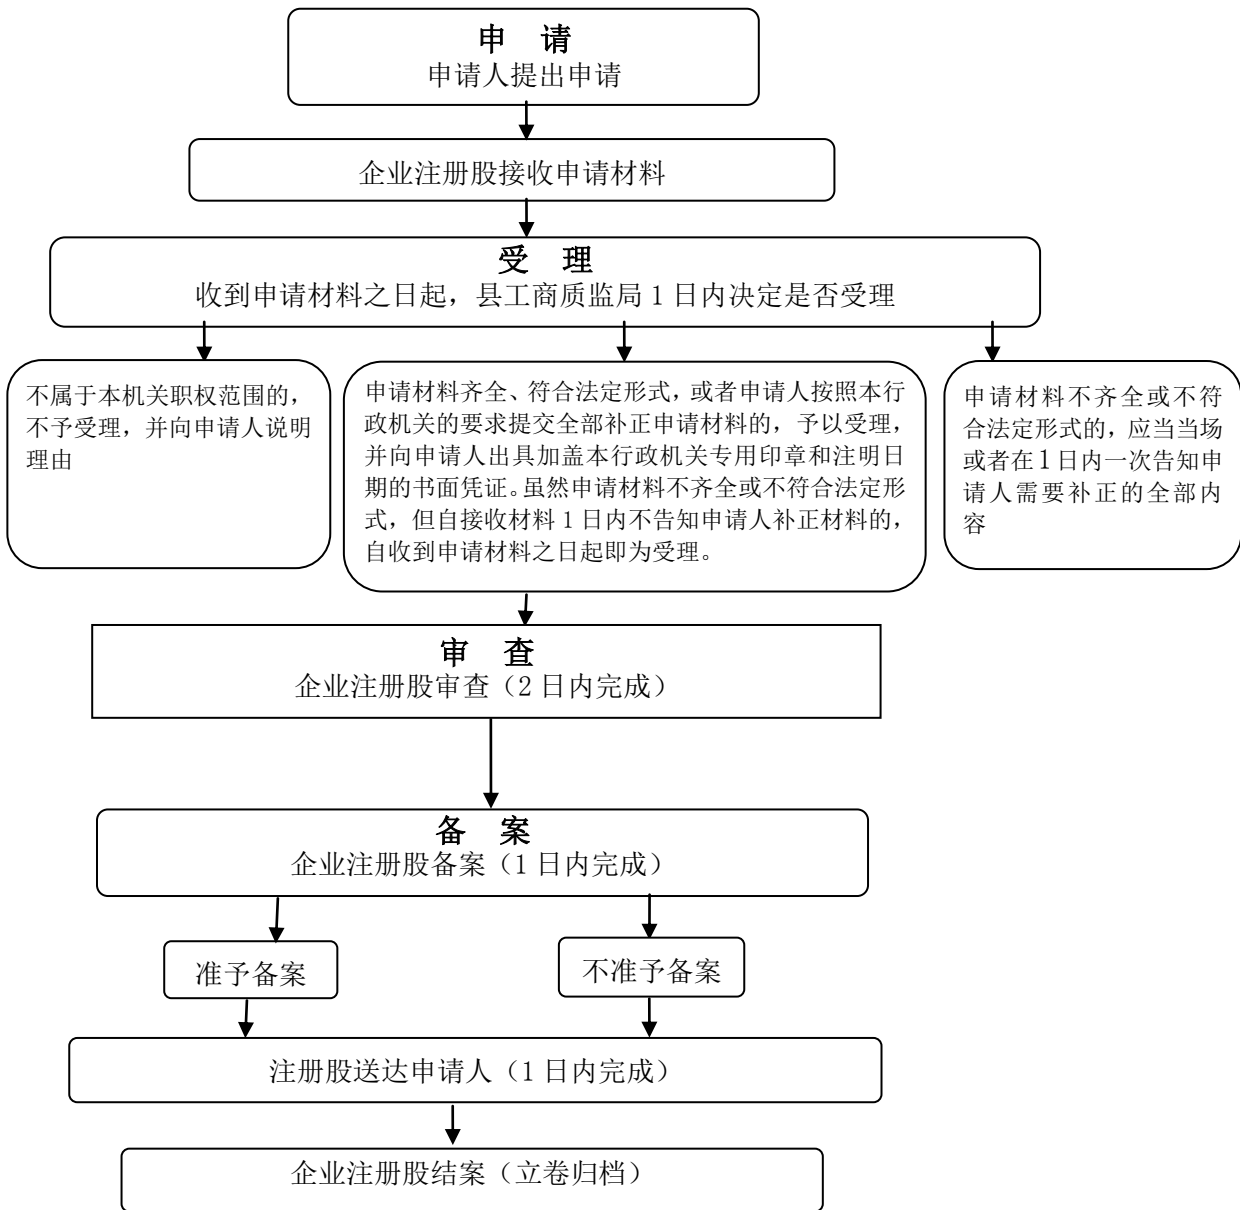 申 请
申请人提出申请
企业注册股接收申请材料
受 理
收到申请材料之日起，县工商质监局 1 日内决定是否受理
不属于本机关职权范围的，
不予受理，并向申请人说明
理由
申请材料齐全、符合法定形式，或者申请人按照本行
政机关的要求提交全部补正申请材料的，予以受理，
并向申请人出具加盖本行政机关专用印章和注明日
期的书面凭证。虽然申请材料不齐全或不符合法定形
式，但自接收材料 1 日内不告知申请人补正材料的，
自收到申请材料之日起即为受理。
申请材料不齐全或不符
合法定形式的，应当当场
或者在 1 日内一次告知申
请人需要补正的全部内
容
审 查
企业注册股审查（2 日内完成）
备 案
企业注册股备案（1 日内完成）
准予备案
不准予备案
注册股送达申请人（1 日内完成）
企业注册股结案（立卷归档）